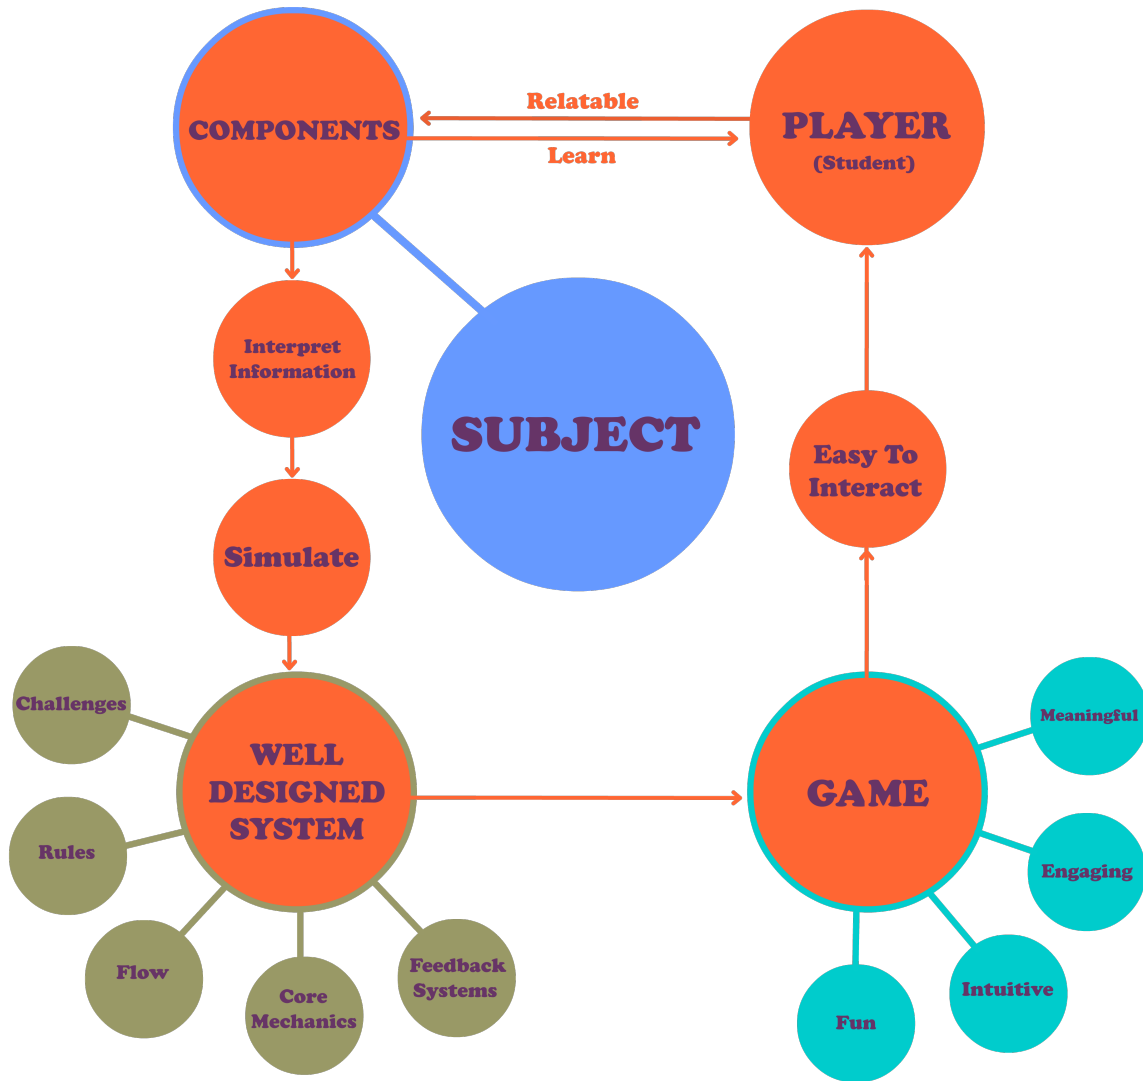 COMPONENTS
Relatable
Learn
PLAYER
(Student)
Interpret
Information
SUBJECT
Easy To
Interact
Simulate
Challenges
WELL
DESIGNED
SYSTEM
GAME
Meaningful
Rules
Engaging
Flow
Core
Mechanics
Feedback
Systems
Fun
Intuitive